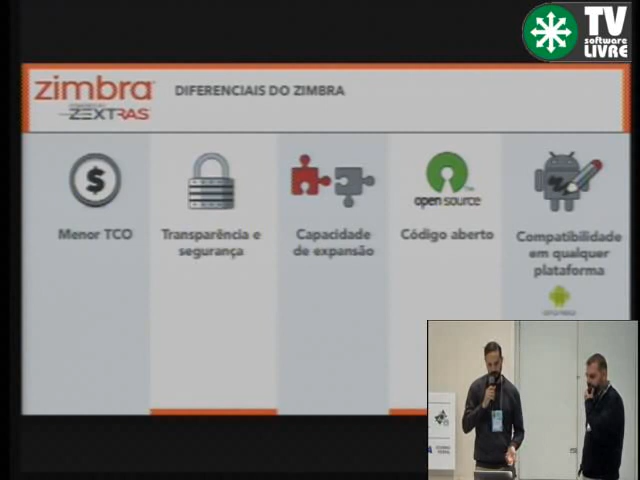 TV
software
LIVRE
zimbra
ZEXTRAS
DIFERENCIAIS DO ZIMBRA
$
Menor TCO
Transparência e
segurança
Capacidade
de expansão
open source
TM
Código aberto
Compatibilidade
em qualquer
plataforma